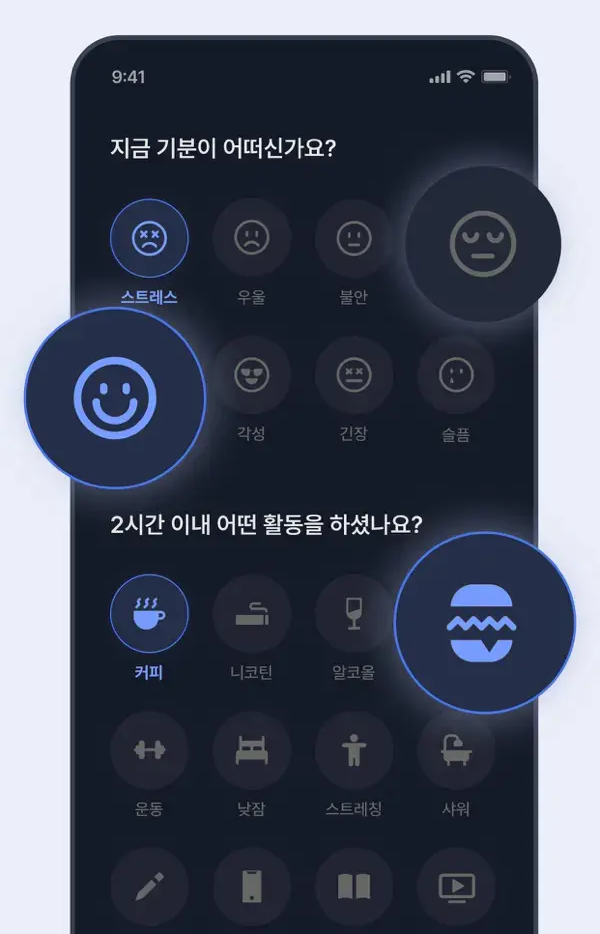 9:41
지금 기분이 어떠신가요?
스트레스 우울 불안
각성 긴장 슬픔
2시간 이내 어떤 활동을 하셨나요?
커피 니코틴 알코올
운동 낮잠 스트레칭 샤워